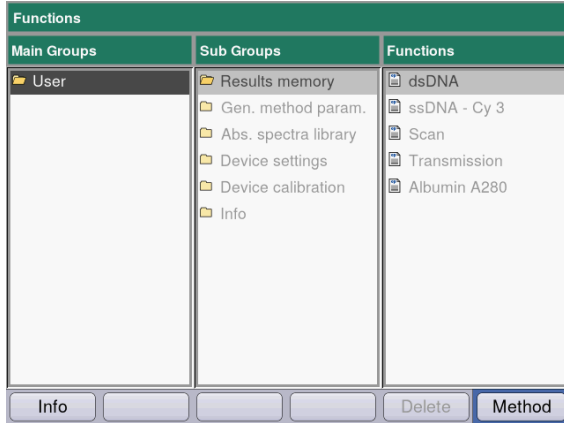 Functions
Main Groups
Sub Groups
Functions
User
Results memory
Gen. method param.
Abs. spectra library
Device settings
Device calibration
Info
dsDNA
ssDNA - Cy 3
Scan
Transmission
Albumin A280
Info
Delete
Method